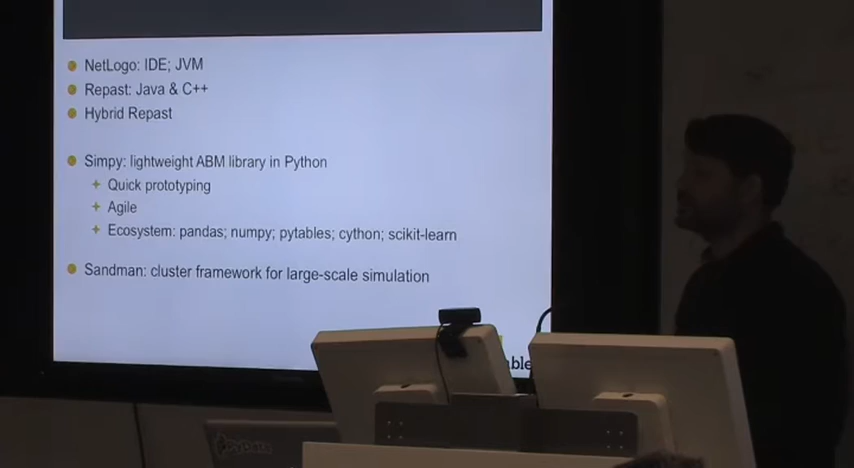 NetLogo: IDE; JVM
Repast: Java & C++
Hybrid Repast
Simpy: lightweight ABM library in Python
Quick prototyping
Agile
Ecosystem: pandas; numpy; pytables; cython; scikit-learn
Sandman: cluster framework for large-scale simulation